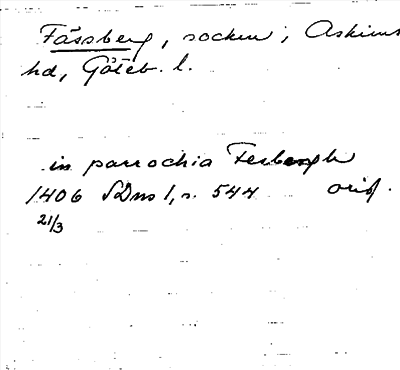 Fässberg, socken; Askims
hd, Göteb. l.
in parrochia Fesbergh
1406 SDns 1, s. 544 orig.
21/3